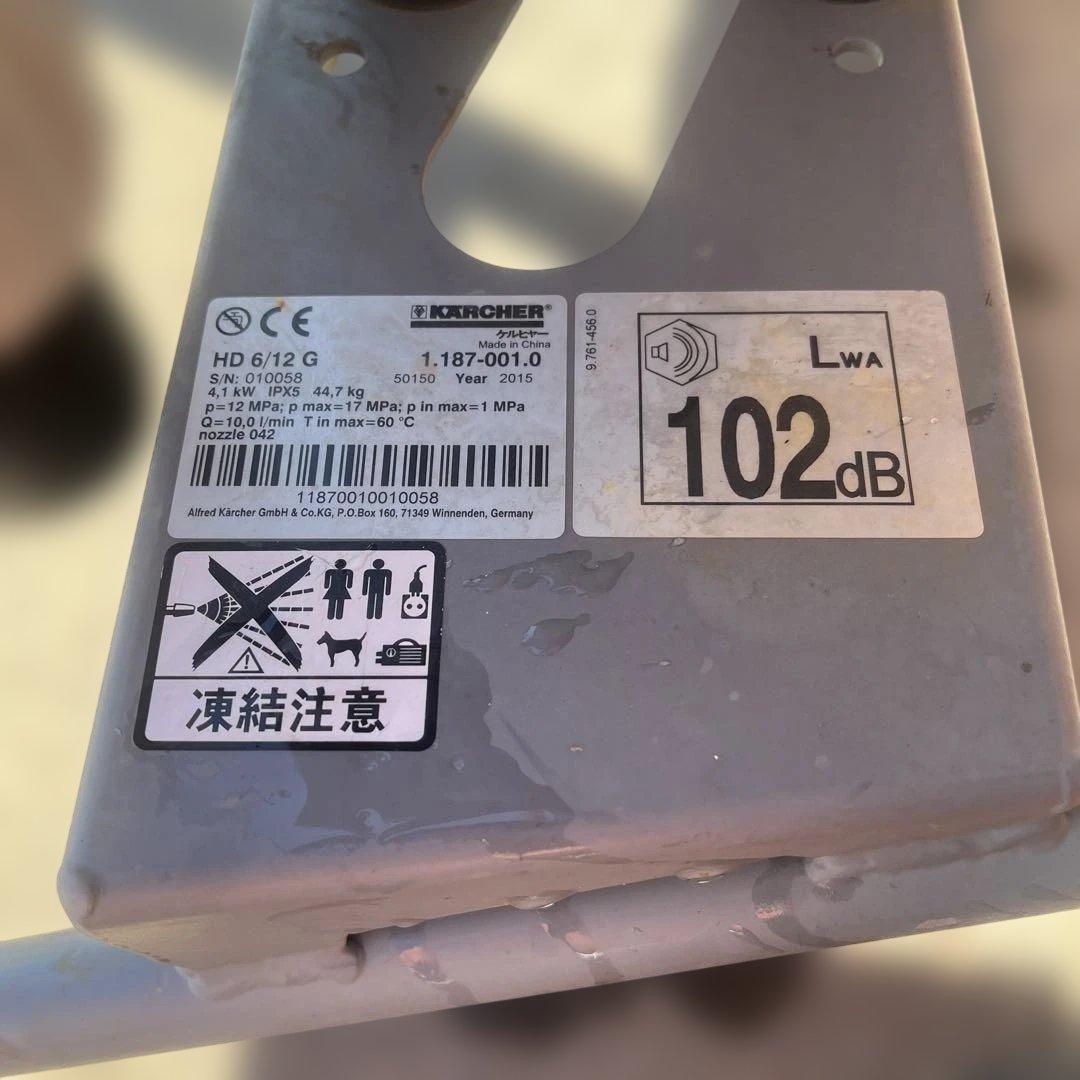 CE
KÄRCHER®
ケルヒャー
Made in China
HD 6/12 G 1.187-001.0
S/N: 010058 50150 Year 2015
4,1 kW IPX5 44,7 kg
p=12 MPa; p max=17 MPa; p in max=1 MPa
Q=10,0 l/min T in max=60 °C
nozzle 042
11870010010058
Alfred Kärcher GmbH & Co.KG, P.O.Box 160, 71349 Winnenden, Germany
9.761-456.0
LWA
102dB
凍結注意